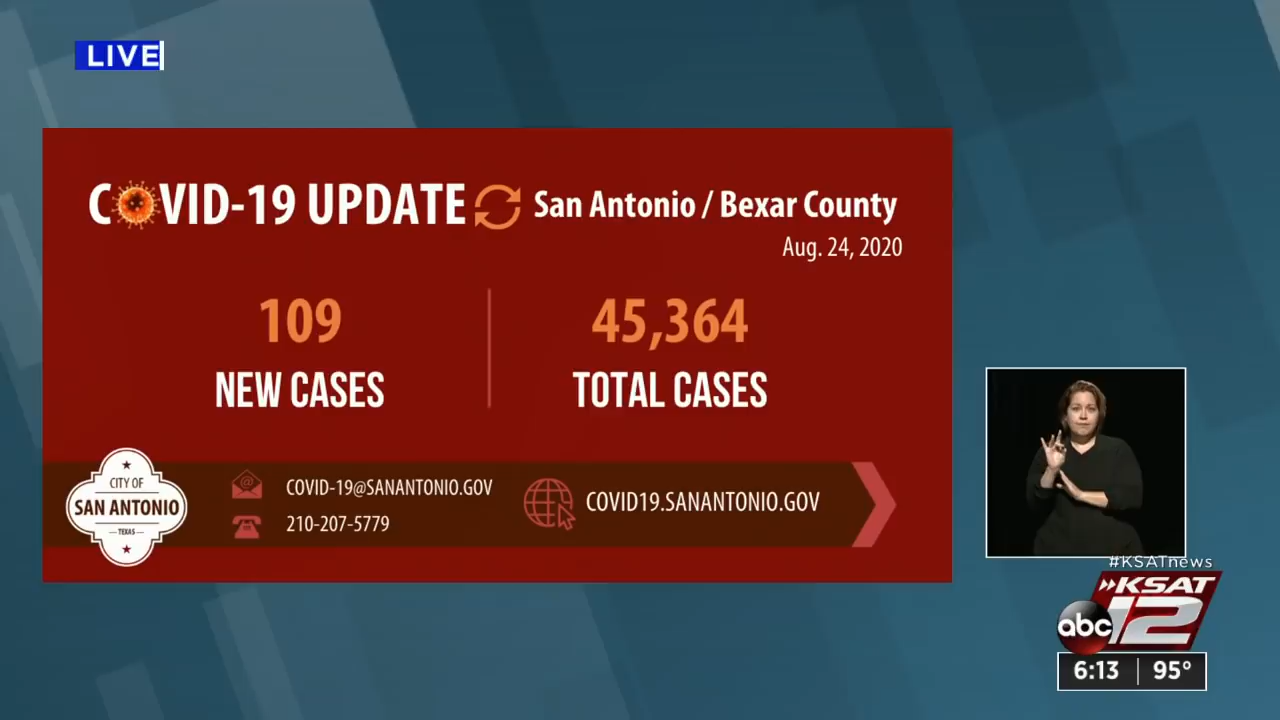 LIVE
COVID-19 UPDATE
San Antonio / Bexar County
Aug. 24, 2020
109
NEW CASES
45,364
TOTAL CASES
CITY OF
SAN ANTONIO
TEXAS
COVID-19@SANANTONIO.GOV
210-207-5779
COVID19.SANANTONIO.GOV
#KSATnews
KSAT
abc 12
6:13 95°